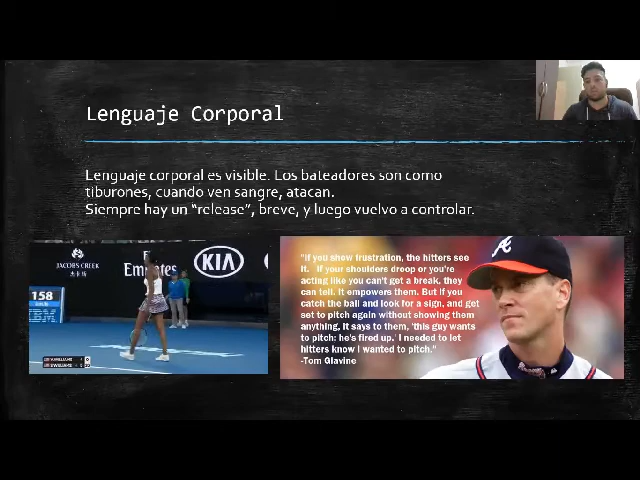 Lenguaje Corporal
Lenguaje corporal es visible. Los bateadores son como
tiburones, cuando ven sangre, atacan.
Siempre hay un “release”, breve, y luego vuelvo a controlar.
JACOB'S CREEK
Emirates
KIA
158
"If you show frustration, the hitters see
it. If your shoulders droop or you're
acting like you can't get a break, they
can tell. It empowers them. But if you
catch the ball and look for a sign, and get
set to pitch again without showing them
anything, it says to them, 'this guy wants
to pitch: he's fired up.' I needed to let
hitters know I wanted to pitch."
-Tom Glavine
A